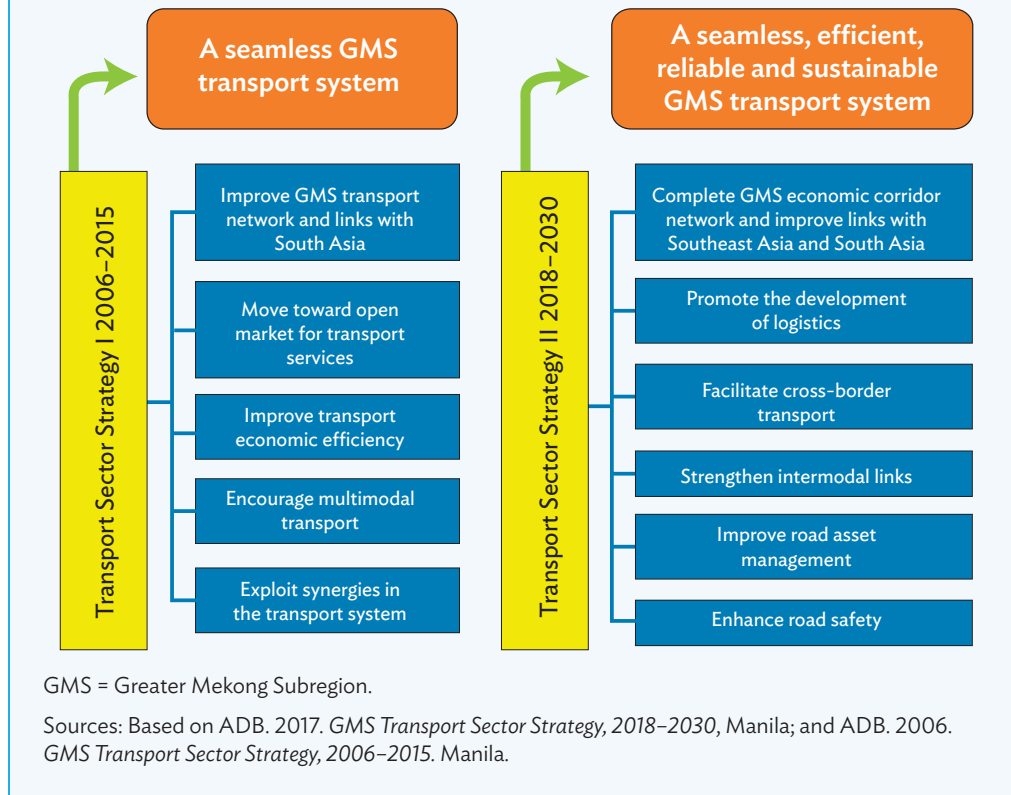 A seamless GMS
transport system
Transport Sector Strategy I 2006–2015
Improve GMS transport
network and links with
South Asia
Move toward open
market for transport
services
Improve transport
economic efficiency
Encourage multimodal
transport
Exploit synergies in
the transport system
A seamless, efficient,
reliable and sustainable
GMS transport system
Transport Sector Strategy II 2018–2030
Complete GMS economic corridor
network and improve links with
Southeast Asia and South Asia
Promote the development
of logistics
Facilitate cross-border
transport
Strengthen intermodal links
Improve road asset
management
Enhance road safety
GMS = Greater Mekong Subregion.
Sources: Based on ADB. 2017. GMS Transport Sector Strategy, 2018–2030, Manila; and ADB. 2006.
GMS Transport Sector Strategy, 2006–2015. Manila.